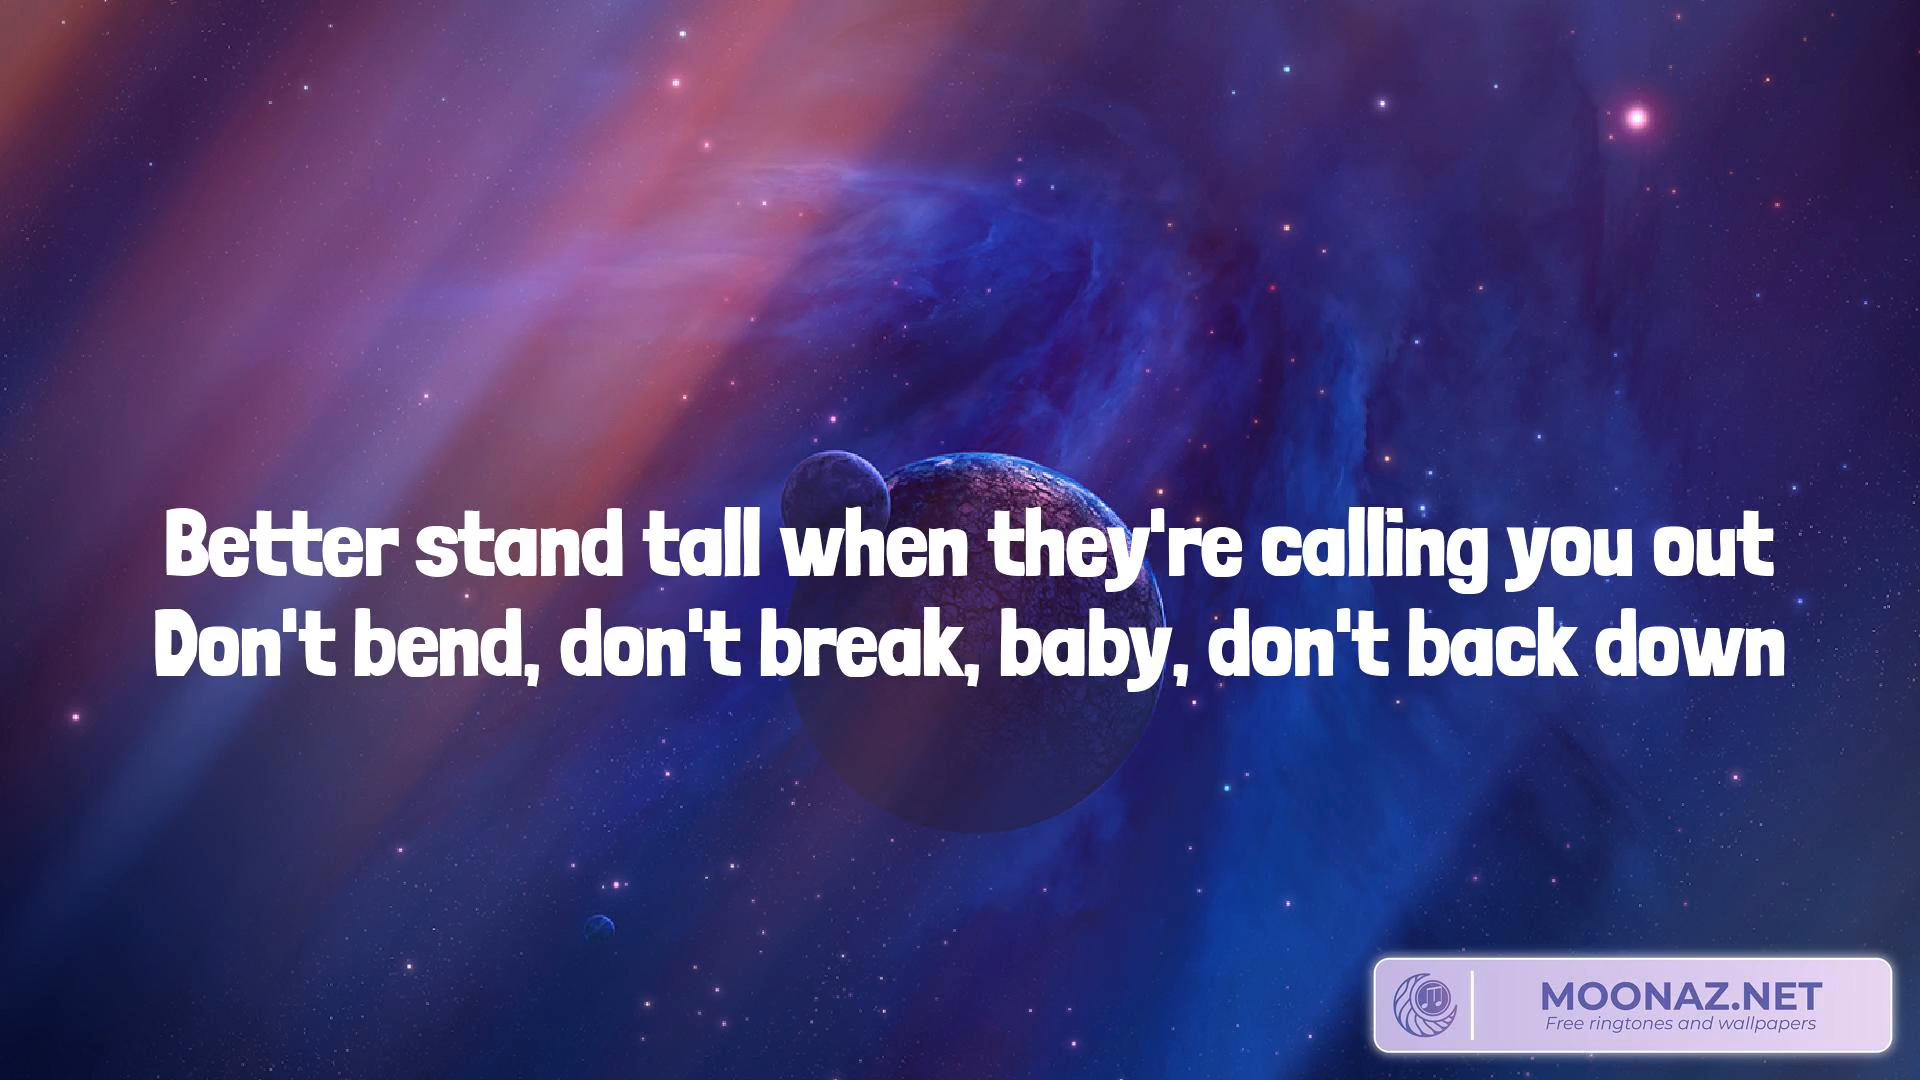 Better stand tall when they're calling you out
Don't bend, don't break, baby, don't back down
MOONAZ.NET
Free ringtones and wallpapers